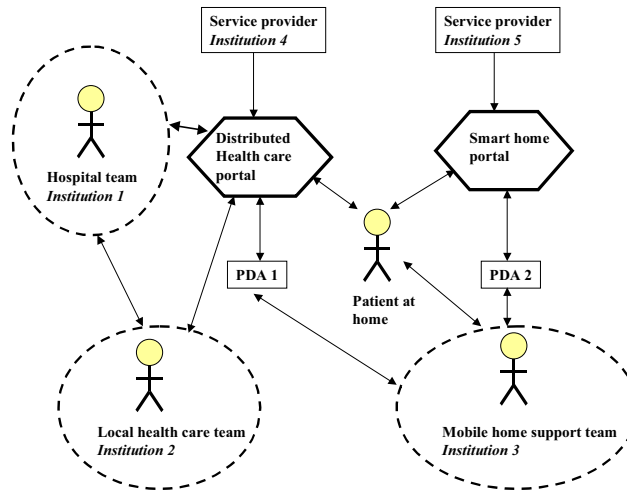 Service provider
Institution 4
Service provider
Institution 5
Distributed
Health care
portal
Smart home
portal
Hospital team
Institution 1
PDA 1
PDA 2
Patient at
home
Local health care team
Institution 2
Mobile home support team
Institution 3